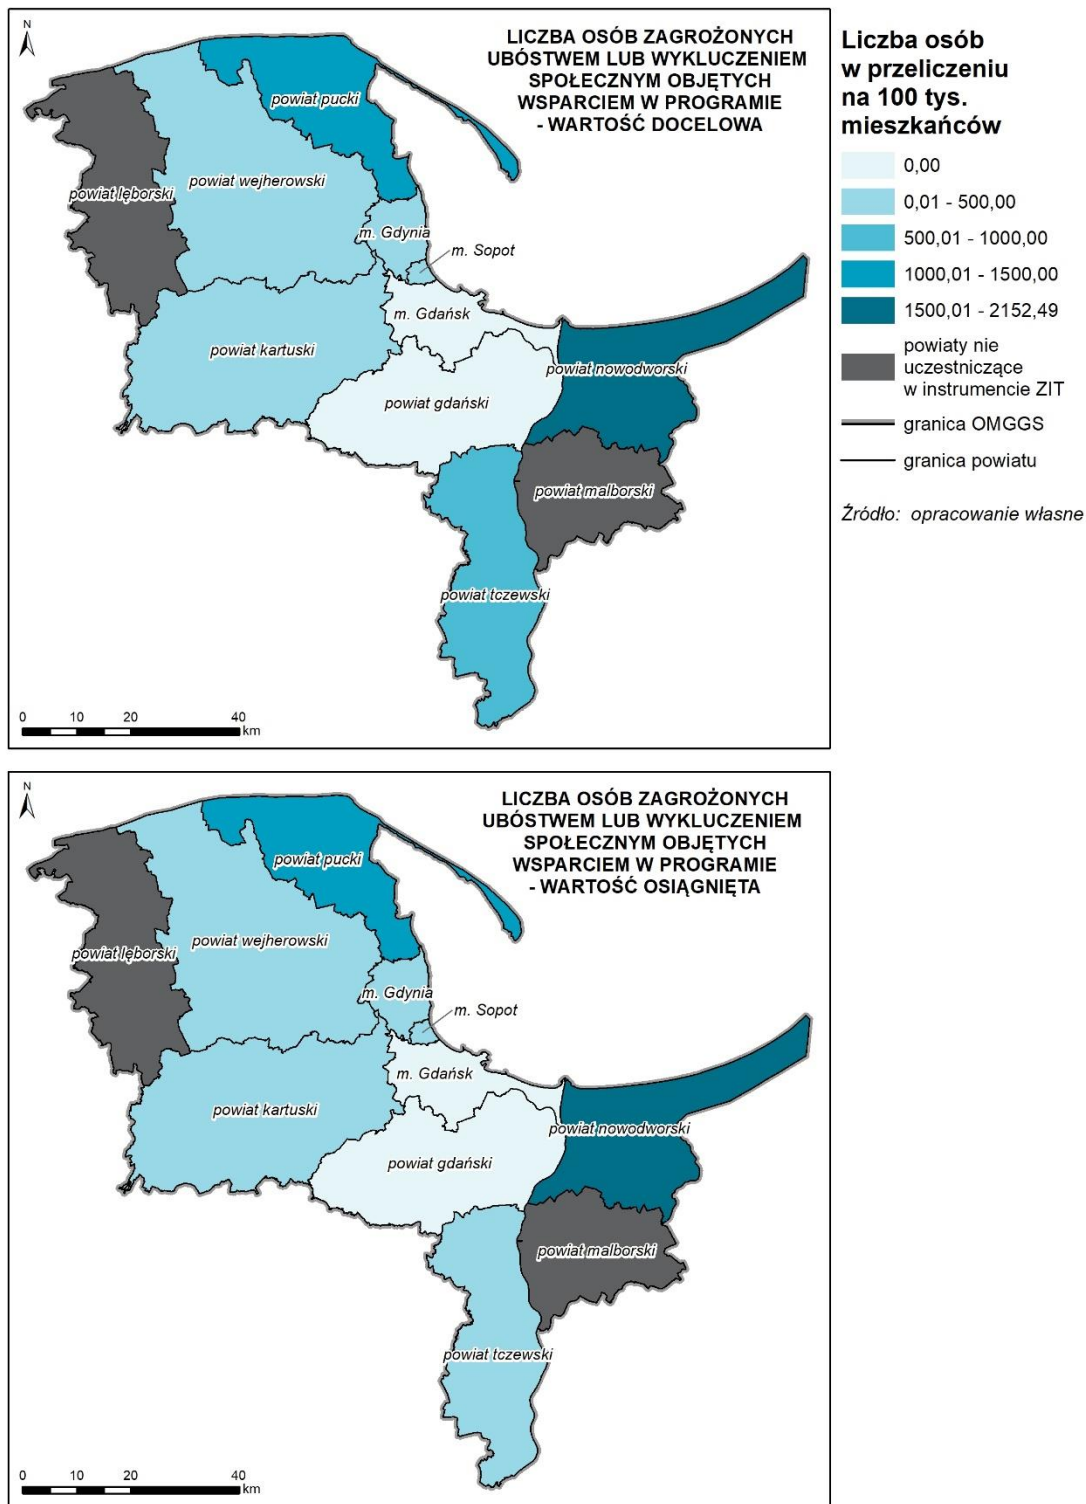 N
LICZBA OSÓB ZAGROŻONYCH
UBÓSTWEM LUB WYKLUCZENIEM
SPOŁECZNYM OBJĘTYCH
WSPARCIEM W PROGRAMIE
- WARTOŚĆ DOCELOWA
powiat pucki
powiat wejherowski
powiat lęborski
m. Gdynia
m. Sopot
m. Gdańsk
powiat kartuski
powiat nowodworski
powiat gdański
powiat malborski
powiat tczewski
0 10 20 40
km
Liczba osób
w przeliczeniu
na 100 tys.
mieszkańców
0,00
0,01 - 500,00
500,01 - 1000,00
1000,01 - 1500,00
1500,01 - 2152,49
powiaty nie
uczestniczące
w instrumencie ZIT
granica OMGGS
granica powiatu
Źródło: opracowanie własne
N
LICZBA OSÓB ZAGROŻONYCH
UBÓSTWEM LUB WYKLUCZENIEM
SPOŁECZNYM OBJĘTYCH
WSPARCIEM W PROGRAMIE
- WARTOŚĆ OSIĄGNIĘTA
powiat pucki
powiat wejherowski
powiat lęborski
m. Gdynia
m. Sopot
m. Gdańsk
powiat kartuski
powiat nowodworski
powiat gdański
powiat malborski
powiat tczewski
0 10 20 40
km